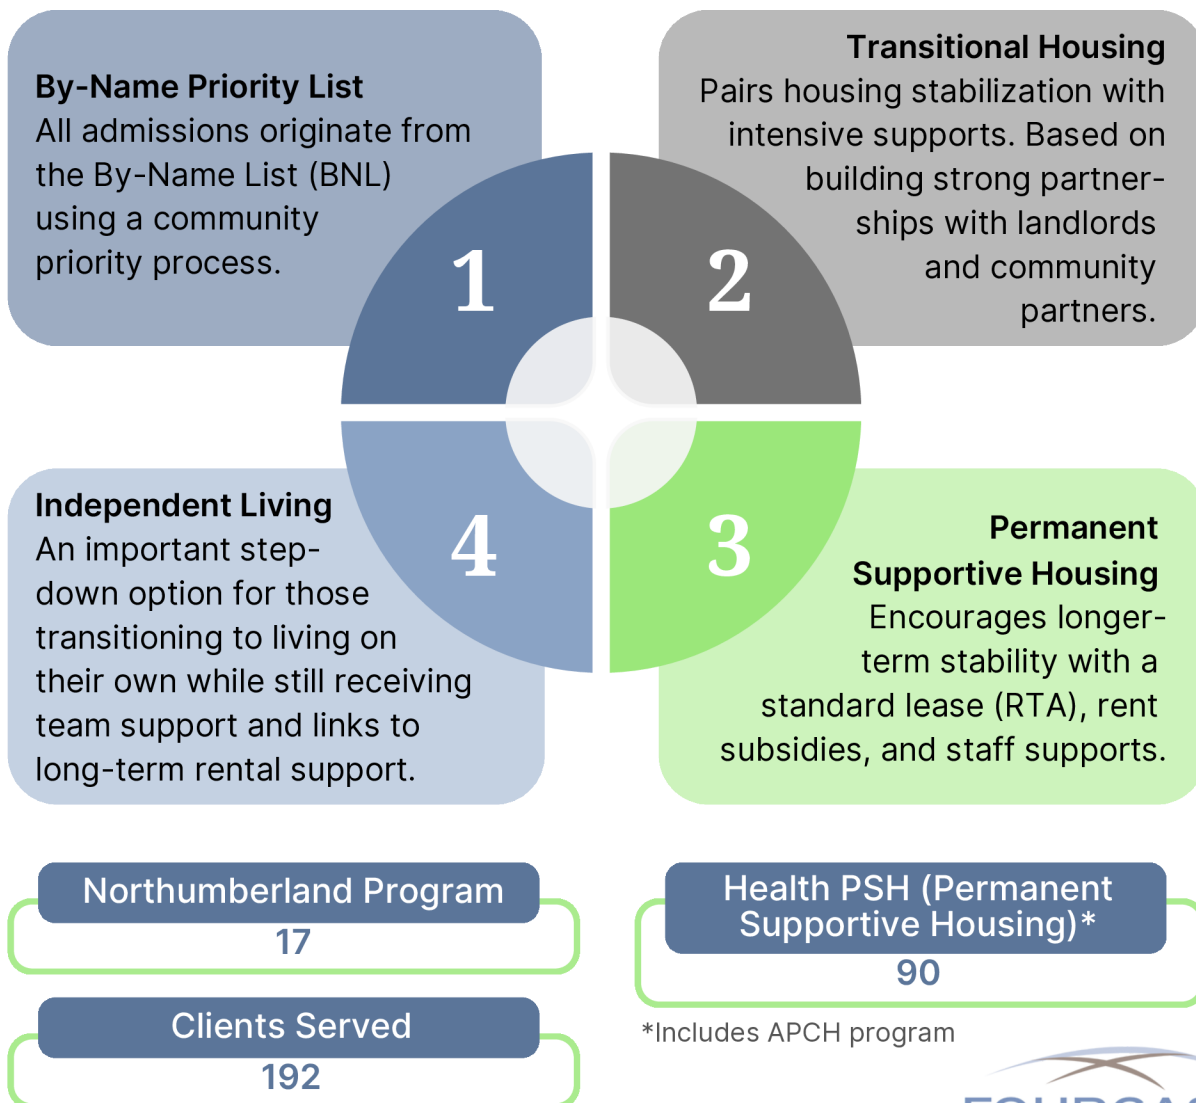 By-Name Priority List
All admissions originate from
the By-Name List (BNL)
using a community
priority process.
1
Transitional Housing
Pairs housing stabilization with
intensive supports. Based on
building strong partner-
ships with landlords
and community
partners.
2
Independent Living
An important step-
down option for those
transitioning to living on
their own while still receiving
team support and links to
long-term rental support.
4
Permanent
Supportive Housing
Encourages longer-
term stability with a
standard lease (RTA), rent
subsidies, and staff supports.
3
Northumberland Program
17
Clients Served
192
Health PSH (Permanent
Supportive Housing)*
90
*Includes APCH program